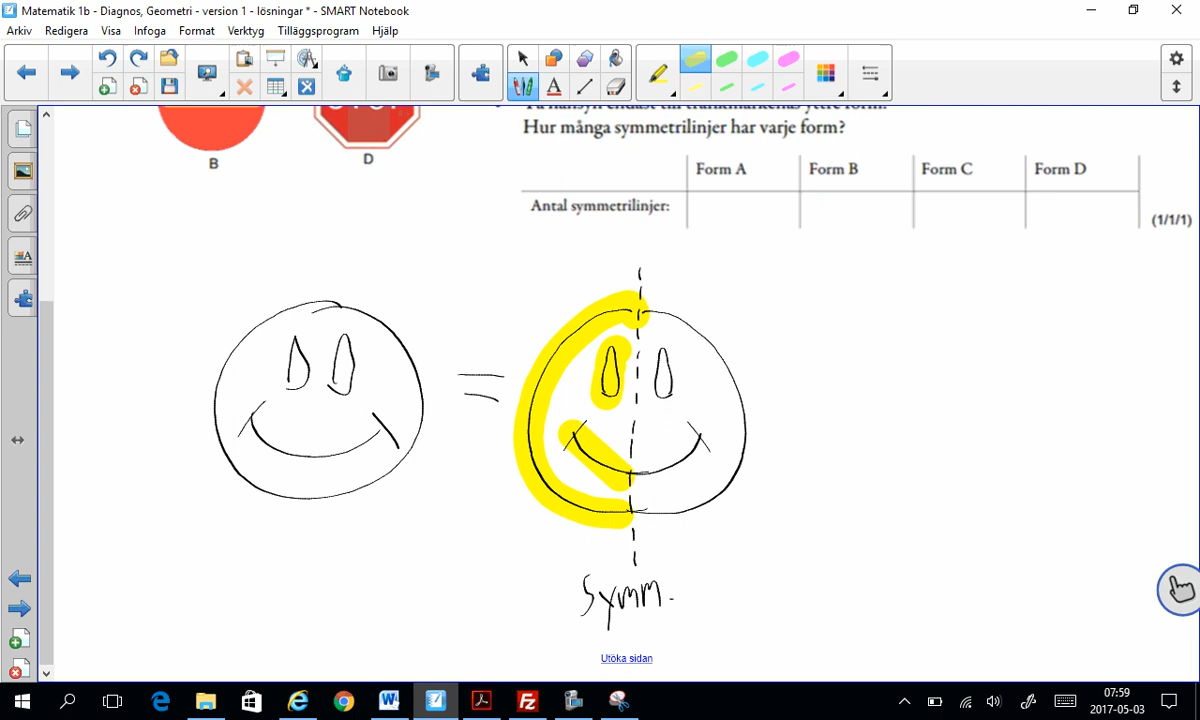 Matematik 1b - Diagnos, Geometri - version 1 - lösningar * - SMART Notebook
Arkiv Redigera Visa Infoga Format Verktyg Tilläggsprogram Hjälp
Hur många symmetrilinjer har varje form?
B
D
Form A Form B Form C Form D
Antal symmetrilinjer:
(1/1/1)
=
Symm.
Utöka sidan
07:59
2017-05-03